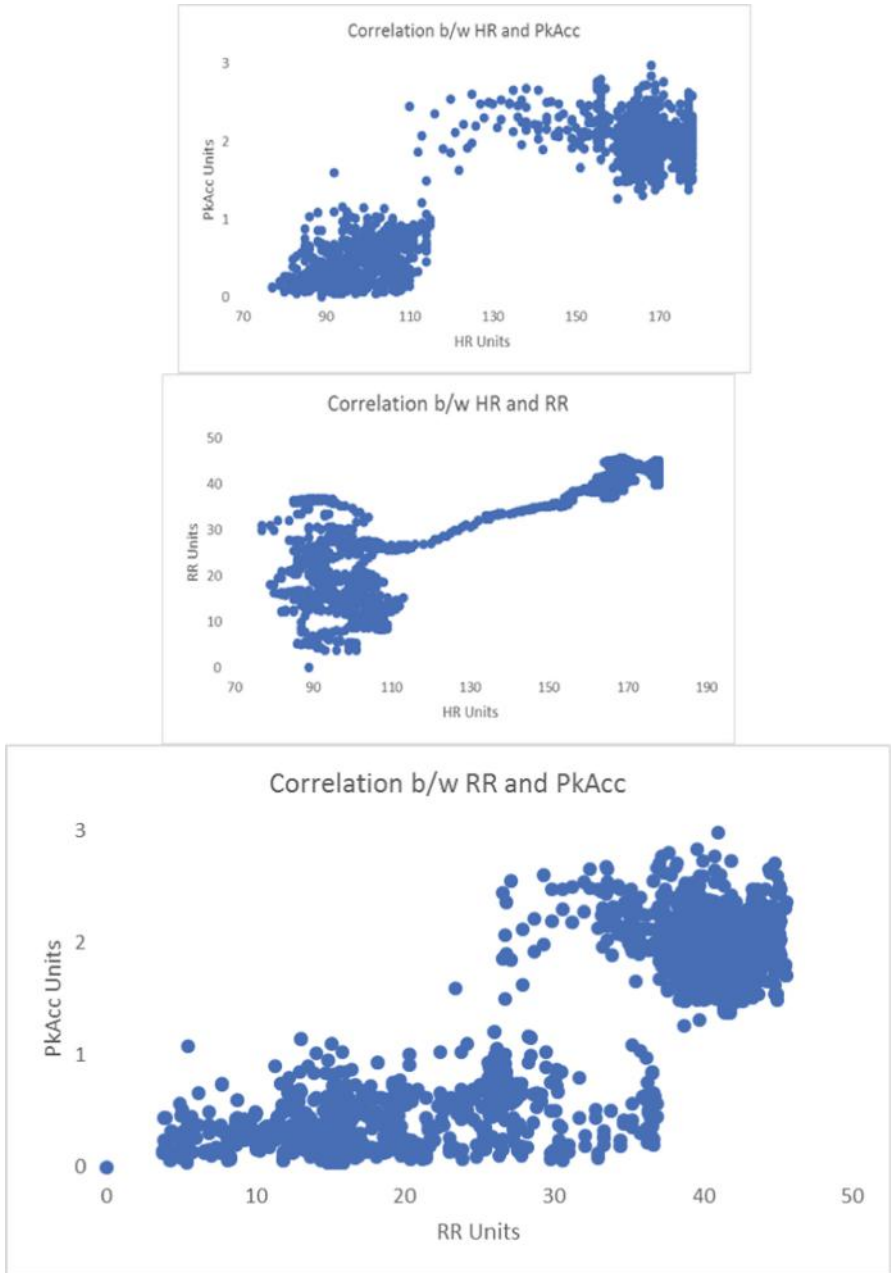 Correlation b/w HR and PkAcc
3
2
1
0
PkAcc Units
70 90 110 130 150 170
HR Units
Correlation b/w HR and RR
50
40
30
20
10
0
RR Units
70 90 110 130 150 170 190
HR Units
Correlation b/w RR and PkAcc
3
2
1
0
PkAcc Units
0 10 20 30 40 50
RR Units